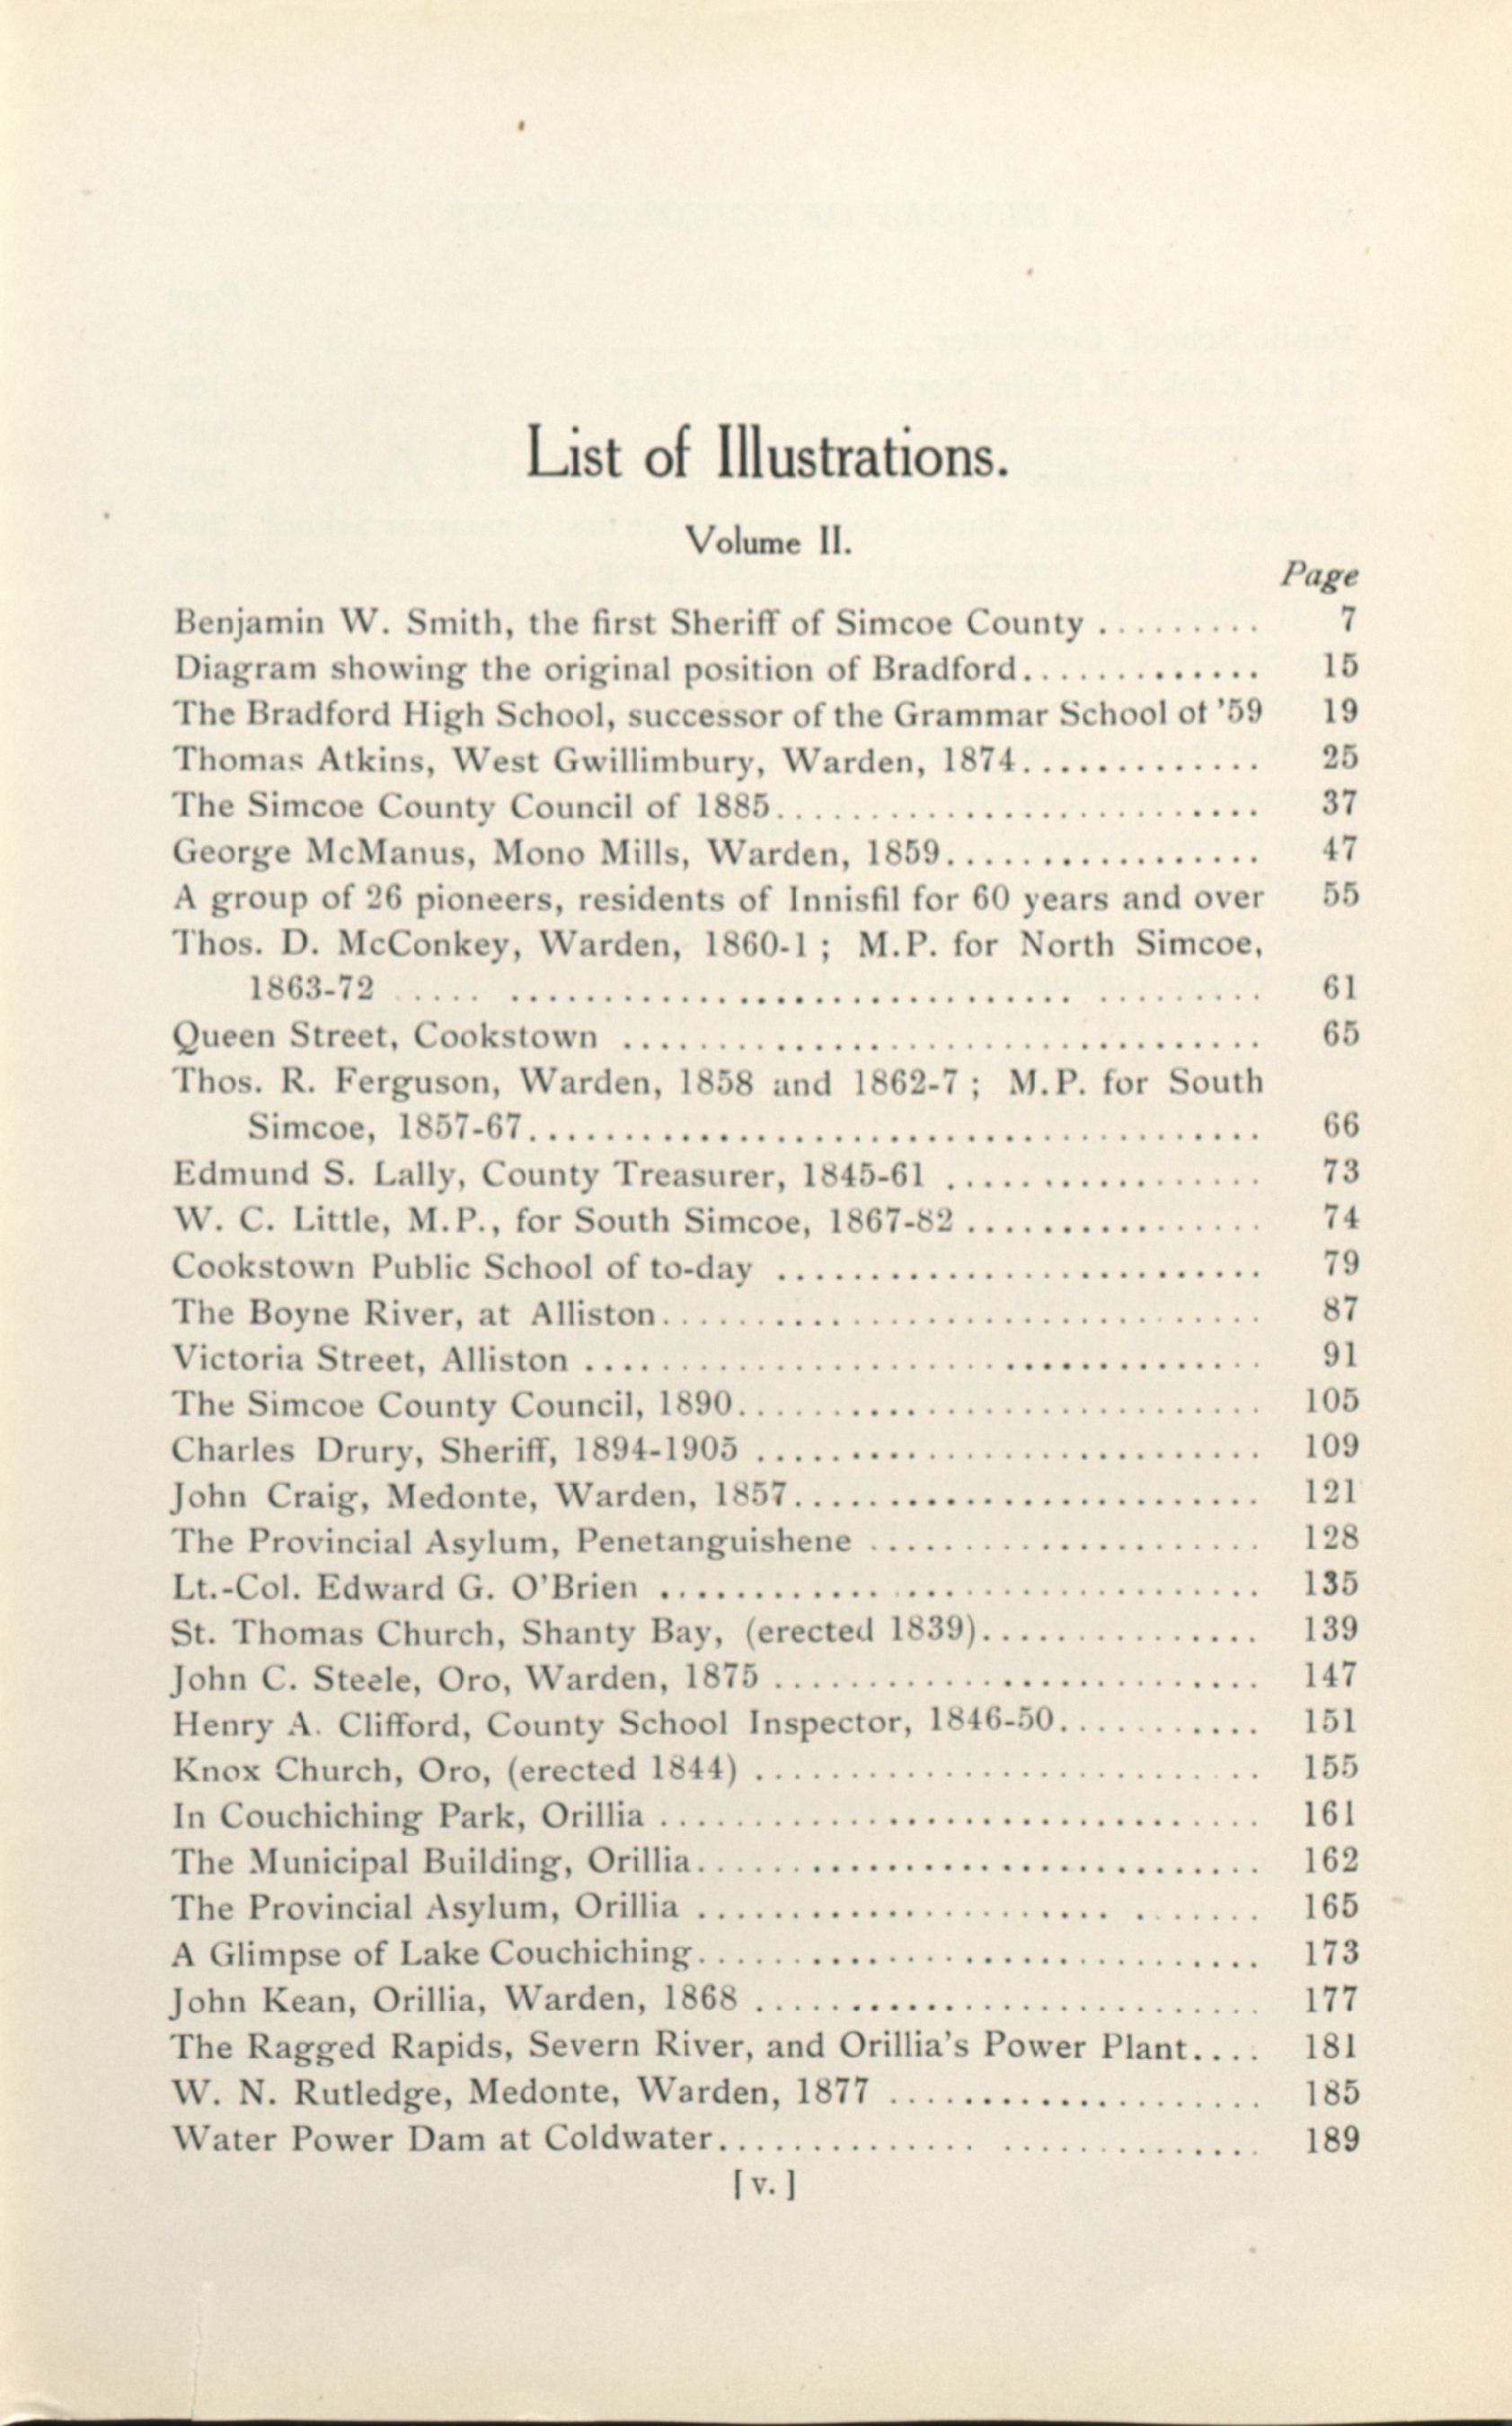 List of Illustrations.
Volume II.
Page
Benjamin W. Smith, the first Sheriff of Simcoe County .......... 7
Diagram showing the original position of Bradford............. 15
The Bradford High School, successor of the Grammar School of '59 19
Thomas Atkins, West Gwillimbury, Warden, 1874............. 25
The Simcoe County Council of 1885.......................... 37
George McManus, Mono Mills, Warden, 1859................. 47
A group of 26 pioneers, residents of Innisfil for 60 years and over 55
Thos. D. McConkey, Warden, 1860-1 ; M.P. for North Simcoe,
1863-72 ..... .............................. ......... 61
Queen Street, Cookstown .................................. 65
Thos. R. Ferguson, Warden, 1858 and 1862-7 ; M.P. for South
Simcoe, 1857-67....................................... 66
Edmund S. Lally, County Treasurer, 1845-61 ................. 73
W. C. Little, M.P., for South Simcoe, 1867-82................ 74
Cookstown Public School of to-day .......................... 79
The Boyne River, at Alliston................................ 87
Victoria Street, Alliston .................................... 91
The Simcoe County Council, 1890............................ 105
Charles Drury, Sheriff, 1894-1905 ........................... 109
John Craig, Medonte, Warden, 1857......................... 121
The Provincial Asylum, Penetanguishene ..................... 128
Lt.-Col. Edward G. O'Brien ................................ 135
St. Thomas Church, Shanty Bay, (erected 1839)............... 139
John C. Steele, Oro, Warden, 1875 .......................... 147
Henry A. Clifford, County School Inspector, 1846-50........... 151
Knox Church, Oro, (erected 1844) ........................... 155
In Couchiching Park, Orillia ................................ 161
The Municipal Building, Orillia.............................. 162
The Provincial Asylum, Orillia ...................... ....... 165
A Glimpse of Lake Couchiching.............................. 173
John Kean, Orillia, Warden, 1868 ........................... 177
The Ragged Rapids, Severn River, and Orillia's Power Plant.... 181
W. N. Rutledge, Medonte, Warden, 1877 .................... 185
Water Power Dam at Coldwater.............. .............. 189
[v.]